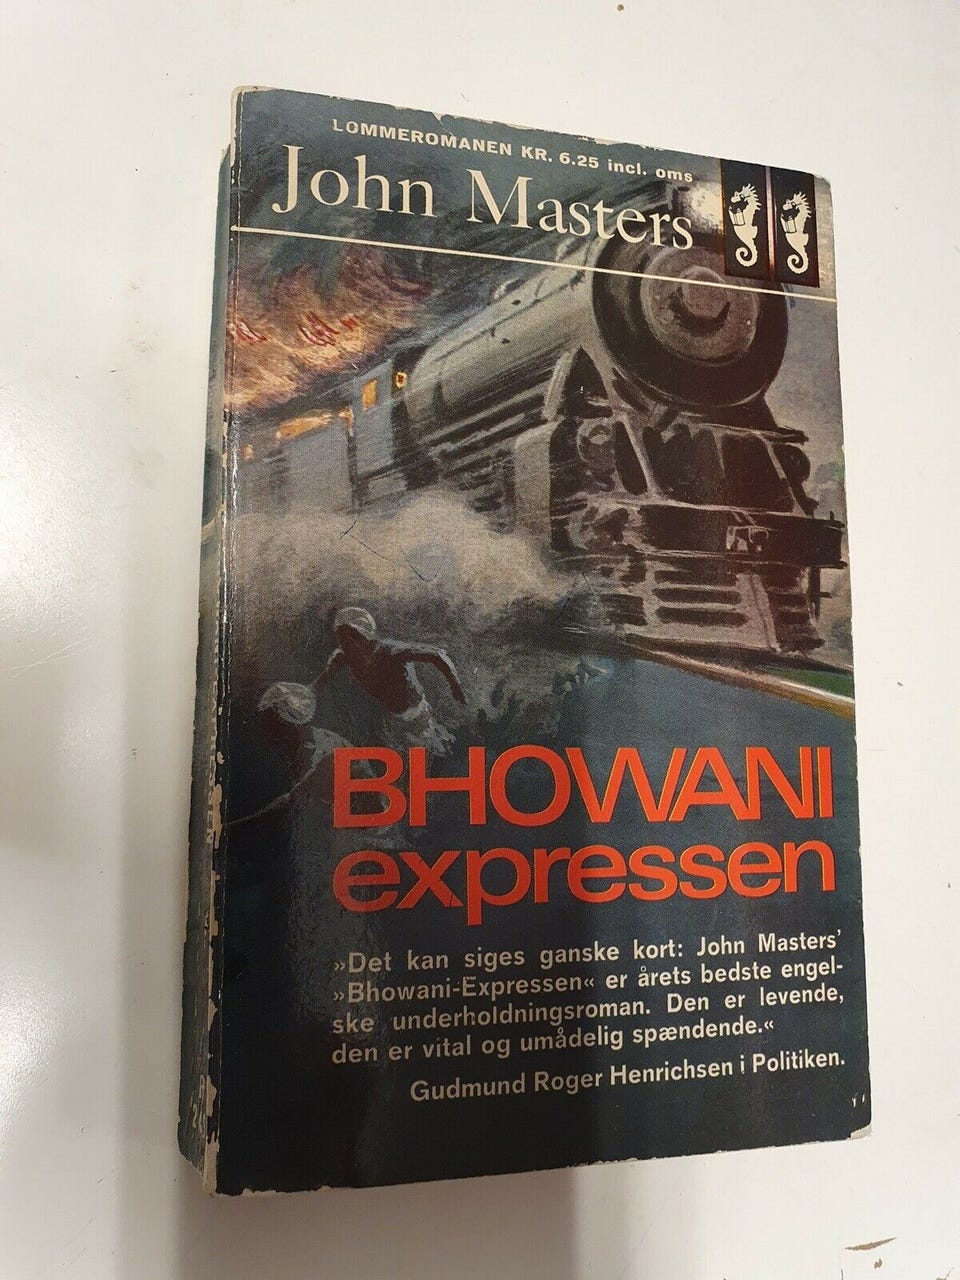 LOMMEROMANEN KR. 6.25 incl. oms
John Masters
BHOWANI
expressen
»Det kan siges ganske kort: John Masters'
»Bhowani-Expressen« er årets bedste engel-
ske underholdningsroman. Den er levende,
den er vital og umådelig spændende.«
Gudmund Roger Henrichsen i Politiken.